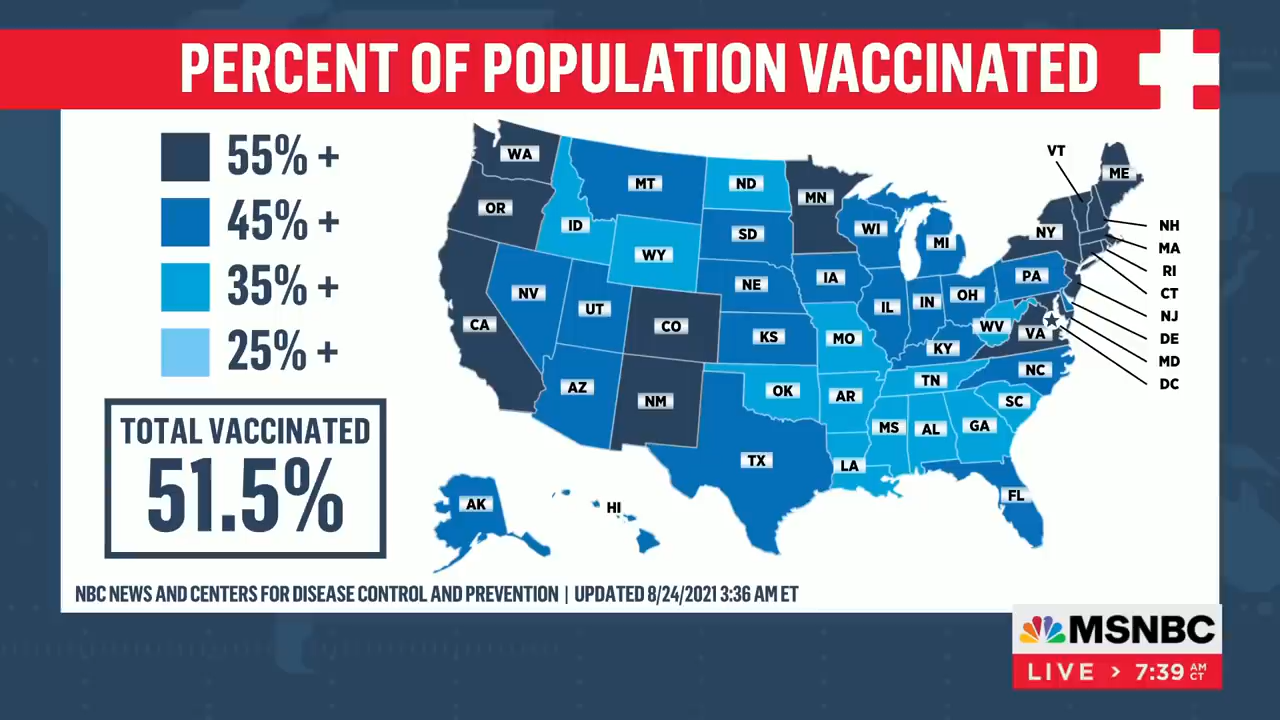 PERCENT OF POPULATION VACCINATED
55% +
45% +
35% +
25% +
TOTAL VACCINATED
51.5%
WA
OR
CA
NV
ID
MT
WY
UT
CO
AZ
NM
ND
SD
NE
KS
OK
TX
MN
IA
MO
AR
LA
WI
IL
MI
IN
OH
KY
TN
MS
AL
GA
FL
SC
NC
VA
WV
PA
NY
VT
ME
NH
MA
RI
CT
NJ
DE
MD
DC
AK
HI
NBC NEWS AND CENTERS FOR DISEASE CONTROL AND PREVENTION | UPDATED 8/24/2021 3:36 AM ET
MSNBC
LIVE > 7:39 AM CT